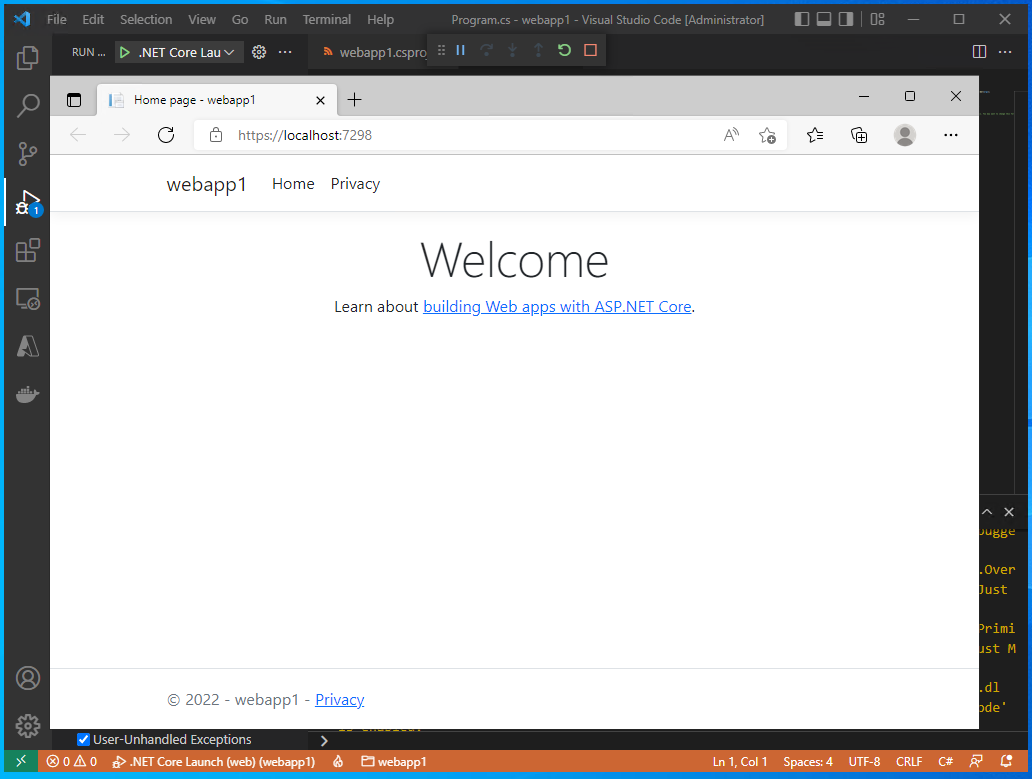 File Edit Selection View Go Run Terminal Help Program.cs - webapp1 - Visual Studio Code [Administrator]
RUN ... .NET Core Lau webapp1.cspro
Home page - webapp1
https://localhost:7298
webapp1 Home Privacy
1
Welcome
Learn about building Web apps with ASP.NET Core.
ugge
.Over
Just
Primi
ust M
.dl
ode'
© 2022 - webapp1 - Privacy
User-Unhandled Exceptions
0 0 .NET Core Launch (web) (webapp1) webapp1 Ln 1, Col 1 Spaces: 4 UTF-8 CRLF C#